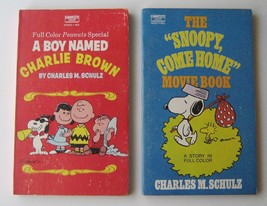 Full Color Peanuts Special
A BOY NAMED
CHARLIE BROWN
BY CHARLES M. SCHULZ
THE
"SNOOPY,
COME HOME"
MOVIE BOOK
A STORY IN
FULL COLOR
CHARLES M. SCHULZ